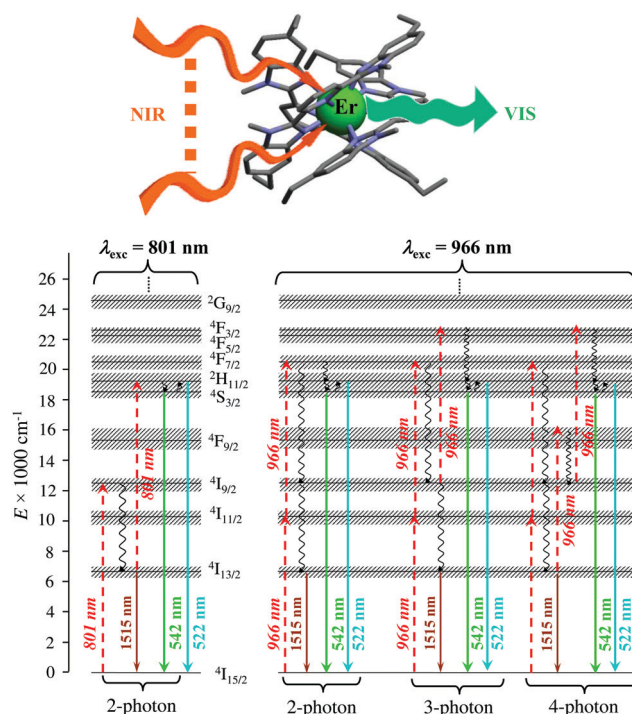 Er
NIR
VIS
λexc = 801 nm
λexc = 966 nm
E × 1000 cm⁻¹
26
24
22
20
18
16
14
12
10
8
6
4
2
0
²G9/2
⁴F3/2
⁴F5/2
⁴F7/2
²H11/2
⁴S3/2
⁴F9/2
⁴I9/2
⁴I11/2
⁴I13/2
⁴I15/2
801 nm
1515 nm
801 nm
542 nm
522 nm
966 nm
966 nm
1515 nm
542 nm
522 nm
966 nm
966 nm
1515 nm
966 nm
542 nm
522 nm
966 nm
1515 nm
966 nm
966 nm
542 nm
522 nm
2-photon
2-photon
3-photon
4-photon